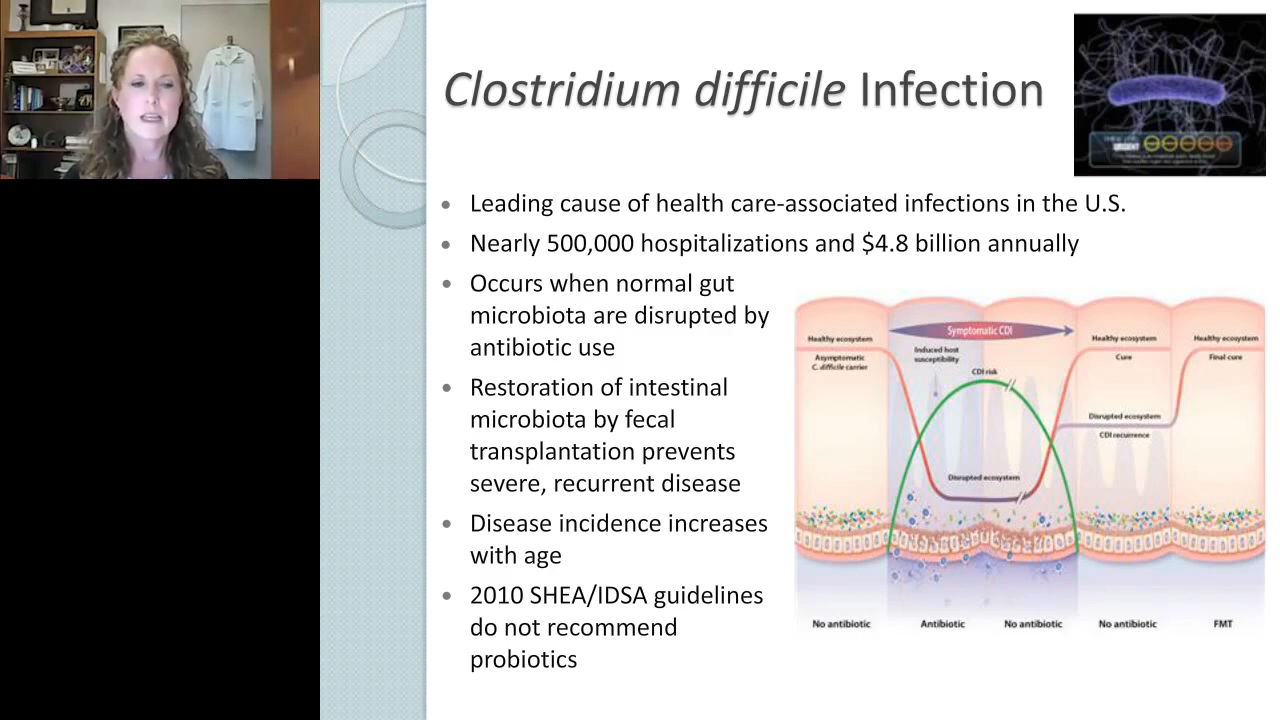 Clostridium difficile Infection
URGENT
Leading cause of health care-associated infections in the U.S.
Nearly 500,000 hospitalizations and $4.8 billion annually
Occurs when normal gut
microbiota are disrupted by
antibiotic use
Restoration of intestinal
microbiota by fecal
transplantation prevents
severe, recurrent disease
Disease incidence increases
with age
2010 SHEA/IDSA guidelines
do not recommend
probiotics
Symptomatic CDI
Healthy ecosystem
Asymptomatic
C. difficile carrier
Induced host
susceptibility
CDI risk
Disrupted ecosystem
Healthy ecosystem
Cure
Disrupted ecosystem
CDI recurrence
Healthy ecosystem
Final cure
No antibiotic
Antibiotic
No antibiotic
No antibiotic
FMT